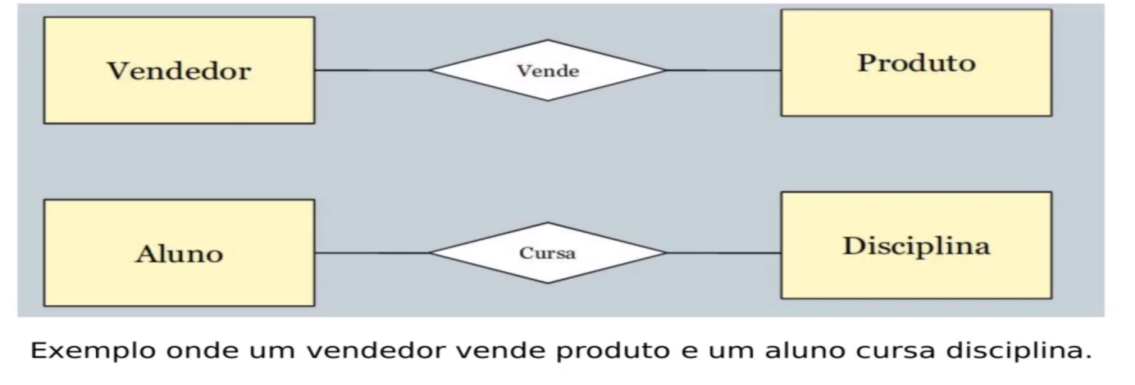 Vendedor Vende Produto
Aluno Cursa Disciplina
Exemplo onde um vendedor vende produto e um aluno cursa disciplina.